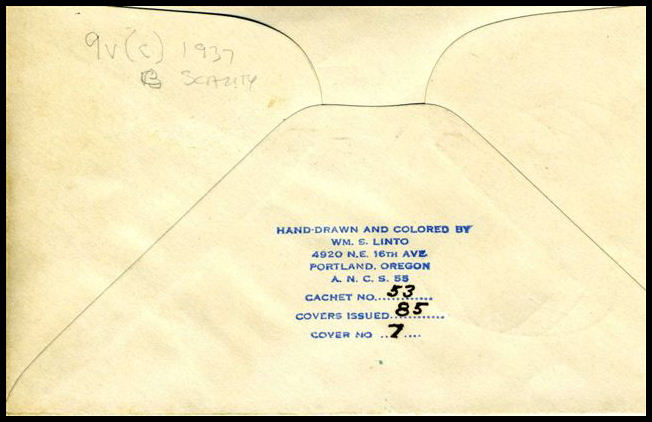 9v(c) 1937
HAND-DRAWN AND COLORED BY
WM. S. LINTO
4920 N.E. 16TH AVE.
PORTLAND, OREGON
A. N. C. S. 55
CACHET NO. 53
COVERS ISSUED 85
COVER NO 7